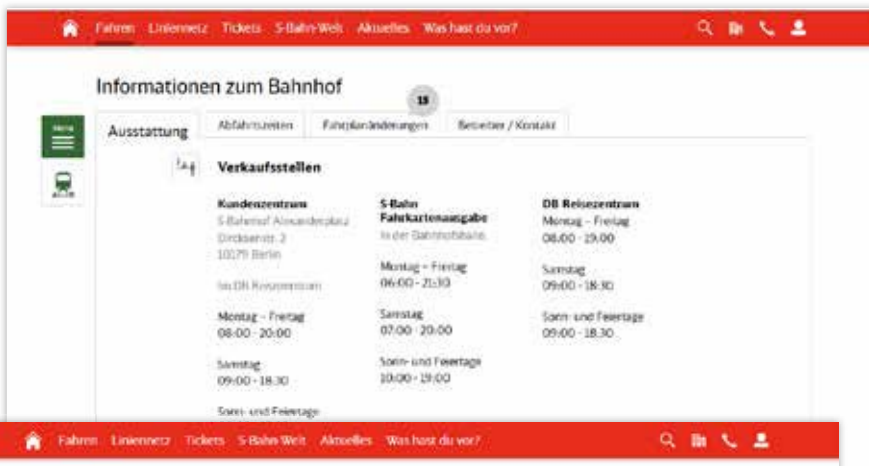 Fahren Liniennetz Tickets S-Bahn-Welt Aktuelles Was hast du vor?
Informationen zum Bahnhof
18
Menü
Ausstattung Abfahrtszeiten Fahrplanänderungen Betreiber / Kontakt
Verkaufsstellen
Kundenzentrum
S-Bahnhof Alexanderplatz
Dircksenstr. 2
10179 Berlin
Im DB Reisezentrum
Montag – Freitag
08:00 - 20:00
Samstag
09:00 - 18:30
Sonn- und Feiertage
S-Bahn
Fahrkartenausgabe
In der Bahnhofshalle
Montag – Freitag
06:00 - 21:30
Samstag
07:00 - 20:00
Sonn- und Feiertage
10:00 - 19:00
DB Reisezentrum
Montag – Freitag
08:00 - 19:00
Samstag
09:00 - 18:30
Sonn- und Feiertage
09:00 - 18:30
Fahren Liniennetz Tickets S-Bahn-Welt Aktuelles Was hast du vor?